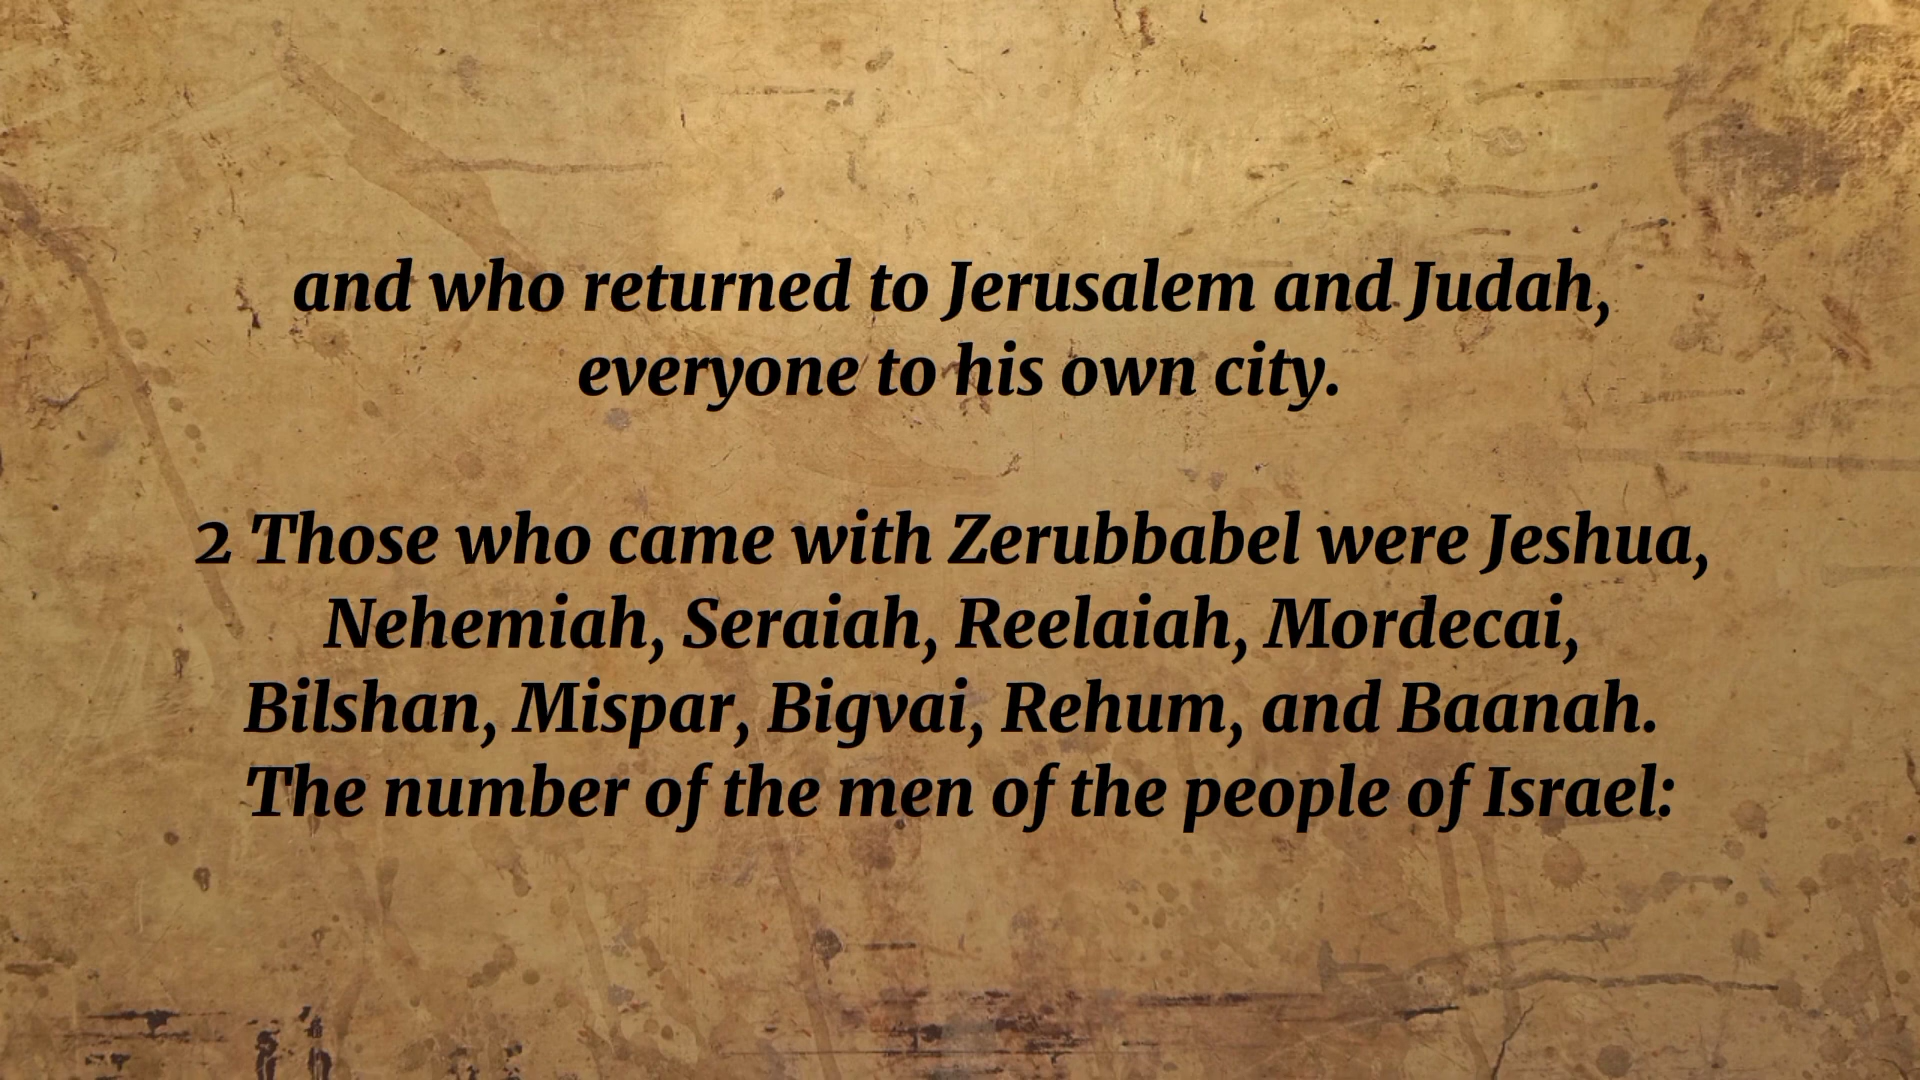 and who returned to Jerusalem and Judah,
everyone to his own city.
2 Those who came with Zerubbabel were Jeshua,
Nehemiah, Seraiah, Reelaiah, Mordecai,
Bilshan, Mispar, Bigvai, Rehum, and Baanah.
The number of the men of the people of Israel: